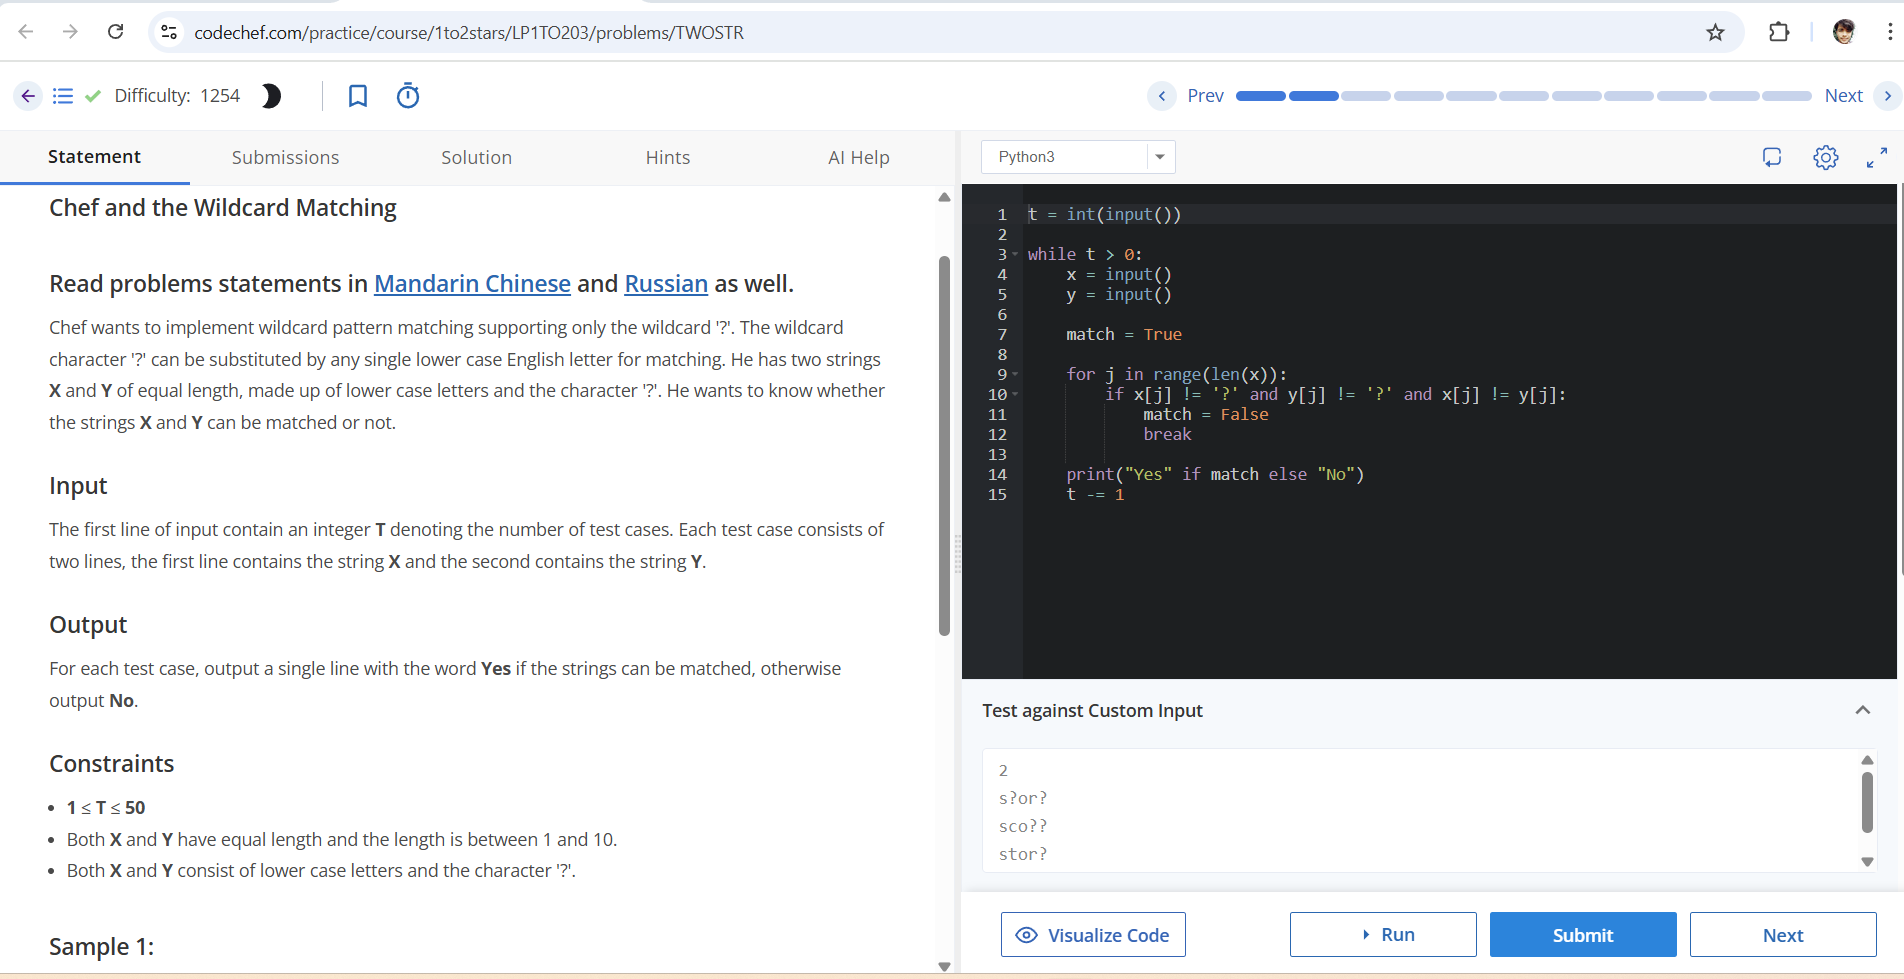 codechef.com/practice/course/1to2stars/LP1TO203/problems/TWOSTR
Difficulty: 1254
Prev
Next
Statement
Submissions
Solution
Hints
AI Help
Chef and the Wildcard Matching
Read problems statements in Mandarin Chinese and Russian as well.
Chef wants to implement wildcard pattern matching supporting only the wildcard '?'. The wildcard
character '?' can be substituted by any single lower case English letter for matching. He has two strings
X and Y of equal length, made up of lower case letters and the character '?'. He wants to know whether
the strings X and Y can be matched or not.
Input
The first line of input contain an integer T denoting the number of test cases. Each test case consists of
two lines, the first line contains the string X and the second contains the string Y.
Output
For each test case, output a single line with the word Yes if the strings can be matched, otherwise
output No.
Constraints
• 1 ≤ T ≤ 50
• Both X and Y have equal length and the length is between 1 and 10.
• Both X and Y consist of lower case letters and the character '?'.
Sample 1:
Python3
1 t = int(input())
2
3 while t > 0:
4     x = input()
5     y = input()
6
7     match = True
8
9     for j in range(len(x)):
10         if x[j] != '?' and y[j] != '?' and x[j] != y[j]:
11             match = False
12             break
13
14     print("Yes" if match else "No")
15     t -= 1
Test against Custom Input
2
s?or?
sco??
stor?
Visualize Code
Run
Submit
Next